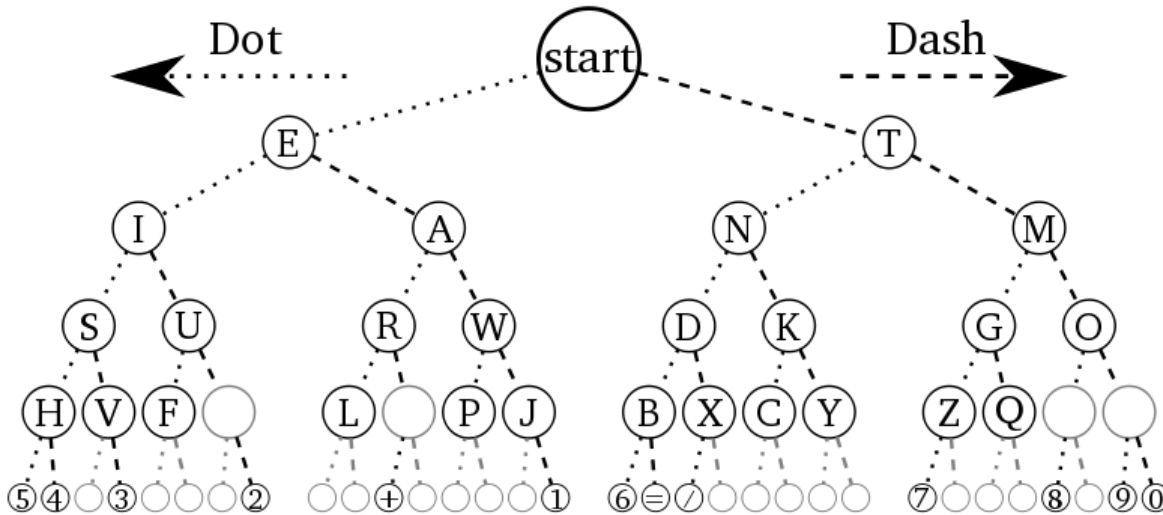 Dot start Dash
E T
I A N M
S U R W D K G O
H V F L P J B X C Y Z Q
5 4 3 2 + 1 6 = / 7 8 9 0